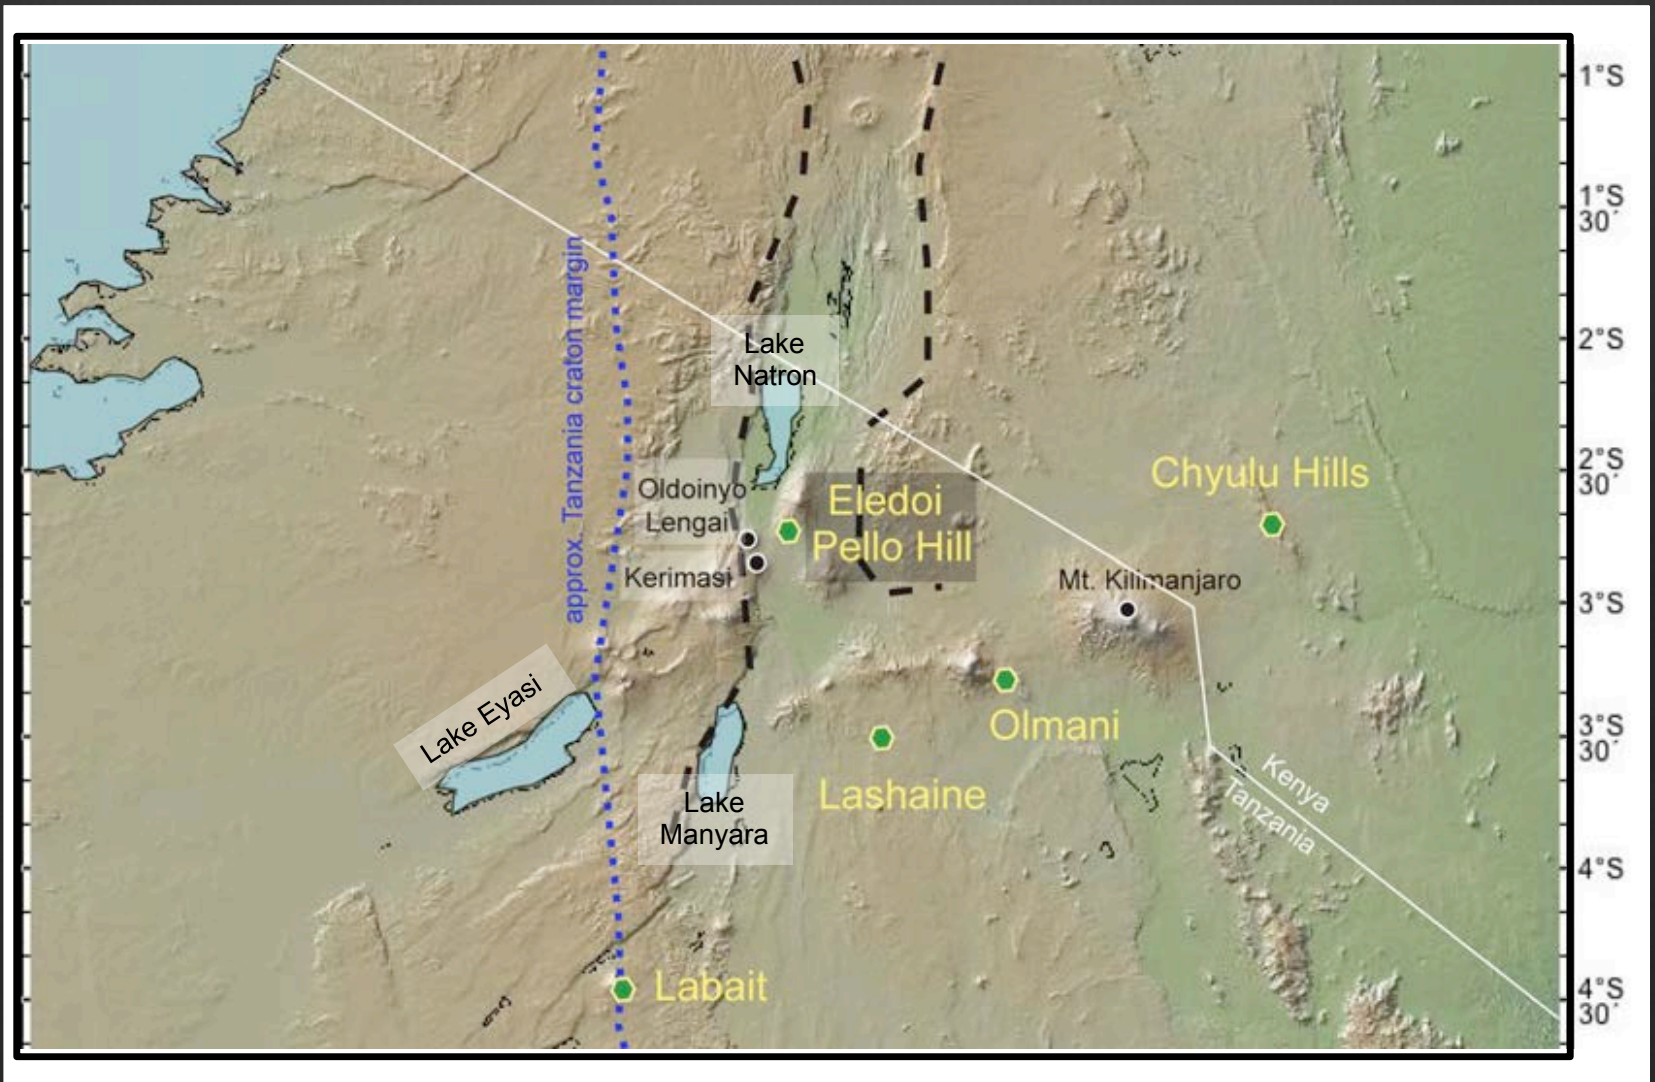 1°S
1°S
30´
approx. Tanzania craton margin
2°S
Lake
Natron
2°S
30´
Chyulu Hills
Oldoinyo
Lengai
Eledoi
Pello Hill
Kerimasi
Mt. Kilimanjaro
3°S
Lake Eyasi
Olmani
3°S
30´
Kenya
Tanzania
Lashaine
Lake
Manyara
4°S
Labait
4°S
30´